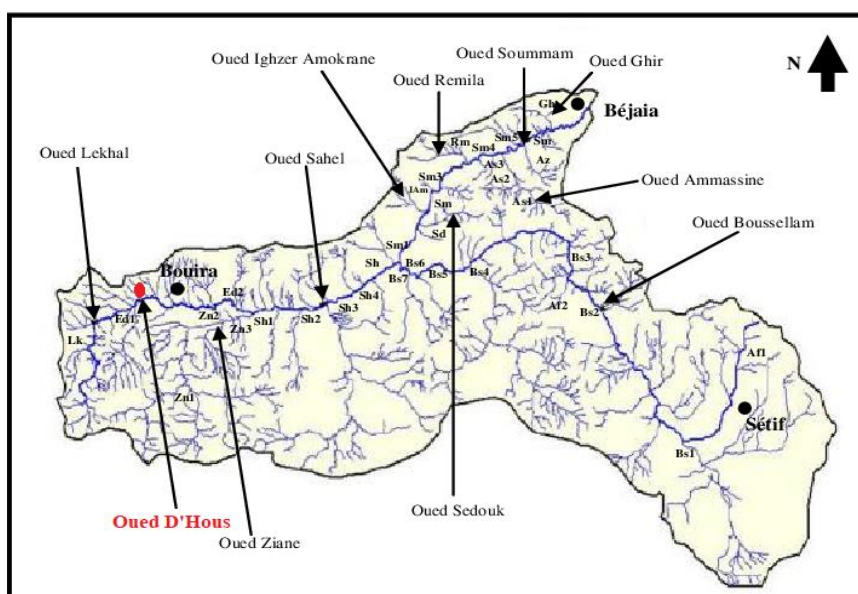 Oued Ighzer Amokrane
Oued Soummam
Oued Remila
Oued Ghir
N
Gh
Béjaia
Oued Lekhal
Oued Sahel
Rm
Sm5
Sur
Sm4
As3
Az
Sm3
As2
IAm
Sm
As1
Oued Ammassine
Sd
Oued Boussellam
Sm1
Sh
Bs6
Bs3
Bouira
Bs7
Bs5
Bs4
Ed2
Sh4
Af2
Bs2
Ed1
Zn2
Sh3
Zn3
Sh1
Sh2
Lk
Af1
Zn1
Sétif
Bs1
Oued D'Hous
Oued Sedouk
Oued Ziane